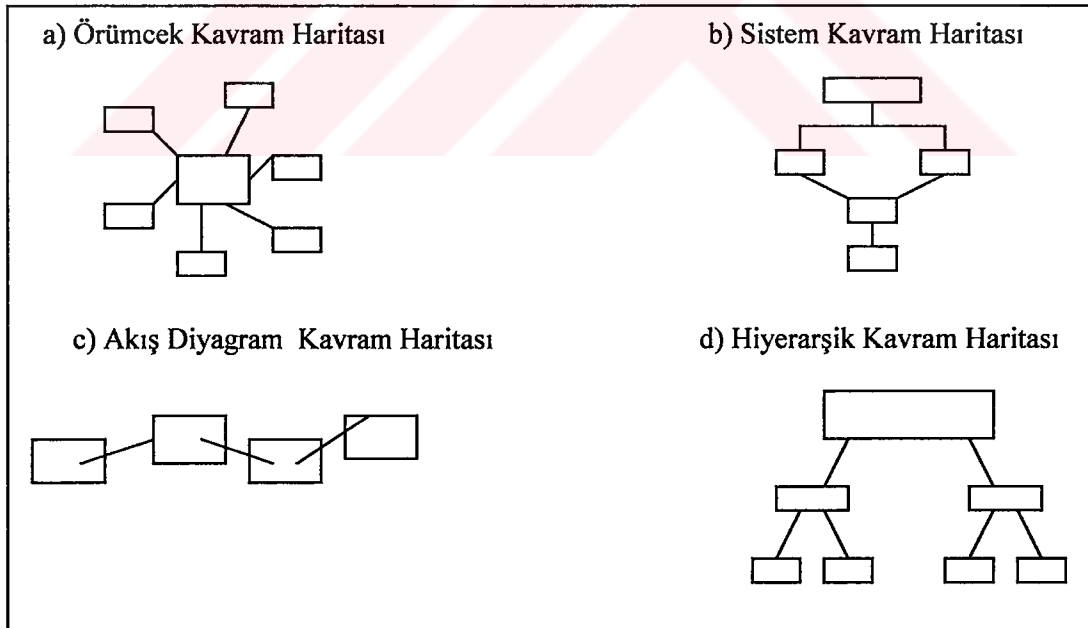 a) Örümcek Kavram Haritası
b) Sistem Kavram Haritası
c) Akış Diyagram Kavram Haritası
d) Hiyerarşik Kavram Haritası